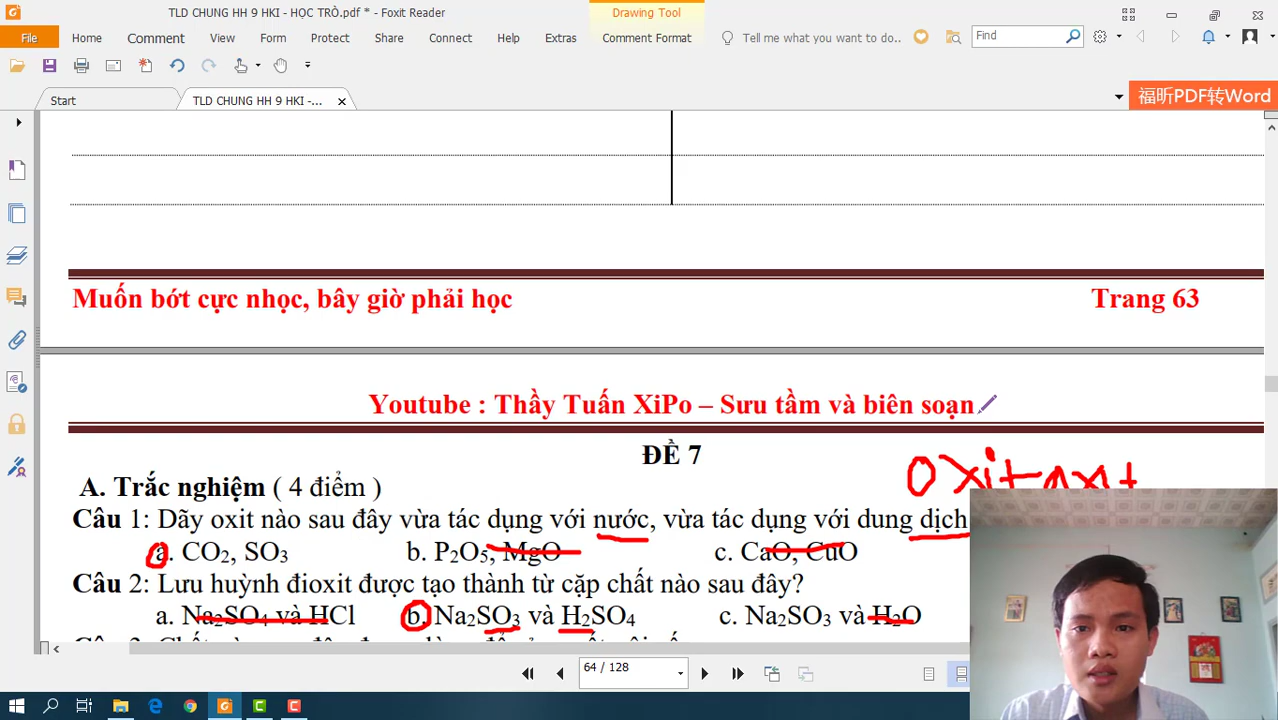 TLD CHUNG HH 9 HKI - HỌC TRÒ.pdf * - Foxit Reader
Drawing Tool
File Home Comment View Form Protect Share Connect Help Extras Comment Format Tell me what you want to do.. Find
Start TLD CHUNG HH 9 HKI -...
福昕PDF转Word
Muốn bớt cực nhọc, bây giờ phải học Trang 63
Youtube : Thầy Tuấn XiPo – Sưu tầm và biên soạn
ĐỀ 7
Oxit axit
A. Trắc nghiệm ( 4 điểm )
Câu 1: Dãy oxit nào sau đây vừa tác dụng với nước, vừa tác dụng với dung dịch
a. CO2, SO3 b. P2O5, MgO c. CaO, CuO
Câu 2: Lưu huỳnh đioxit được tạo thành từ cặp chất nào sau đây?
a. Na2SO4 và HCl b. Na2SO3 và H2SO4 c. Na2SO3 và H2O
64 / 128